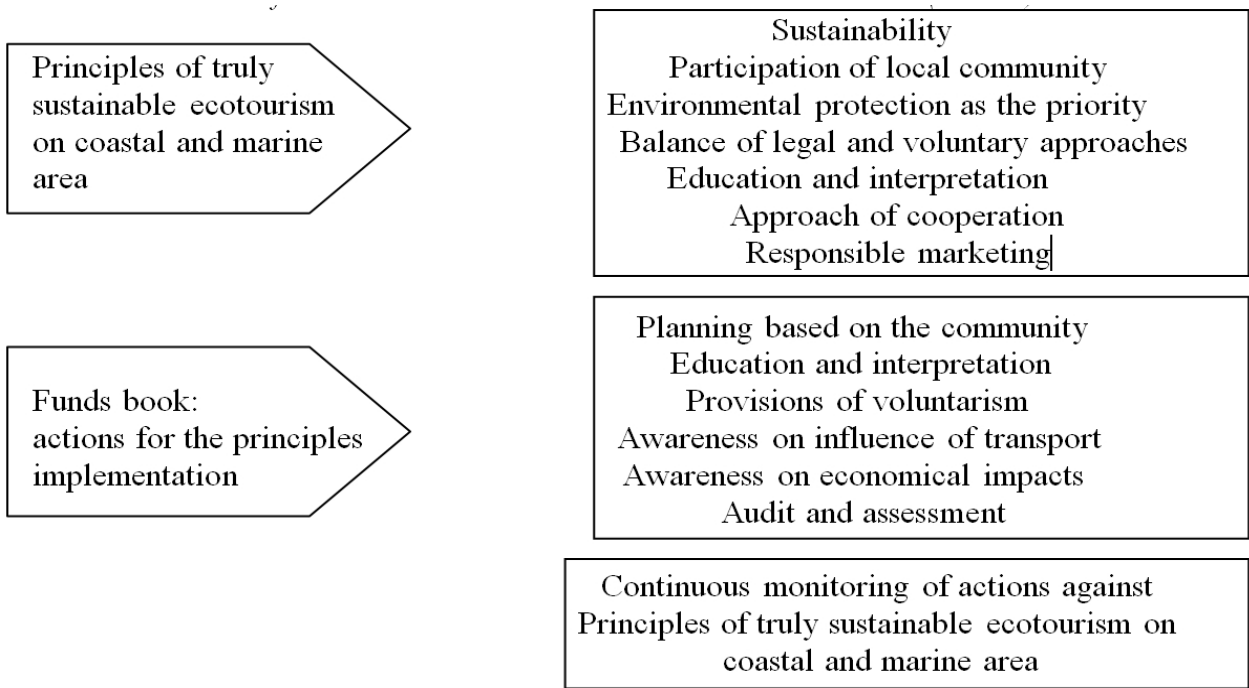 Principles of truly
sustainable ecotourism
on coastal and marine
area
Sustainability
Participation of local community
Environmental protection as the priority
Balance of legal and voluntary approaches
Education and interpretation
Approach of cooperation
Responsible marketing
Funds book:
actions for the principles
implementation
Planning based on the community
Education and interpretation
Provisions of voluntarism
Awareness on influence of transport
Awareness on economical impacts
Audit and assessment
Continuous monitoring of actions against
Principles of truly sustainable ecotourism on
coastal and marine area